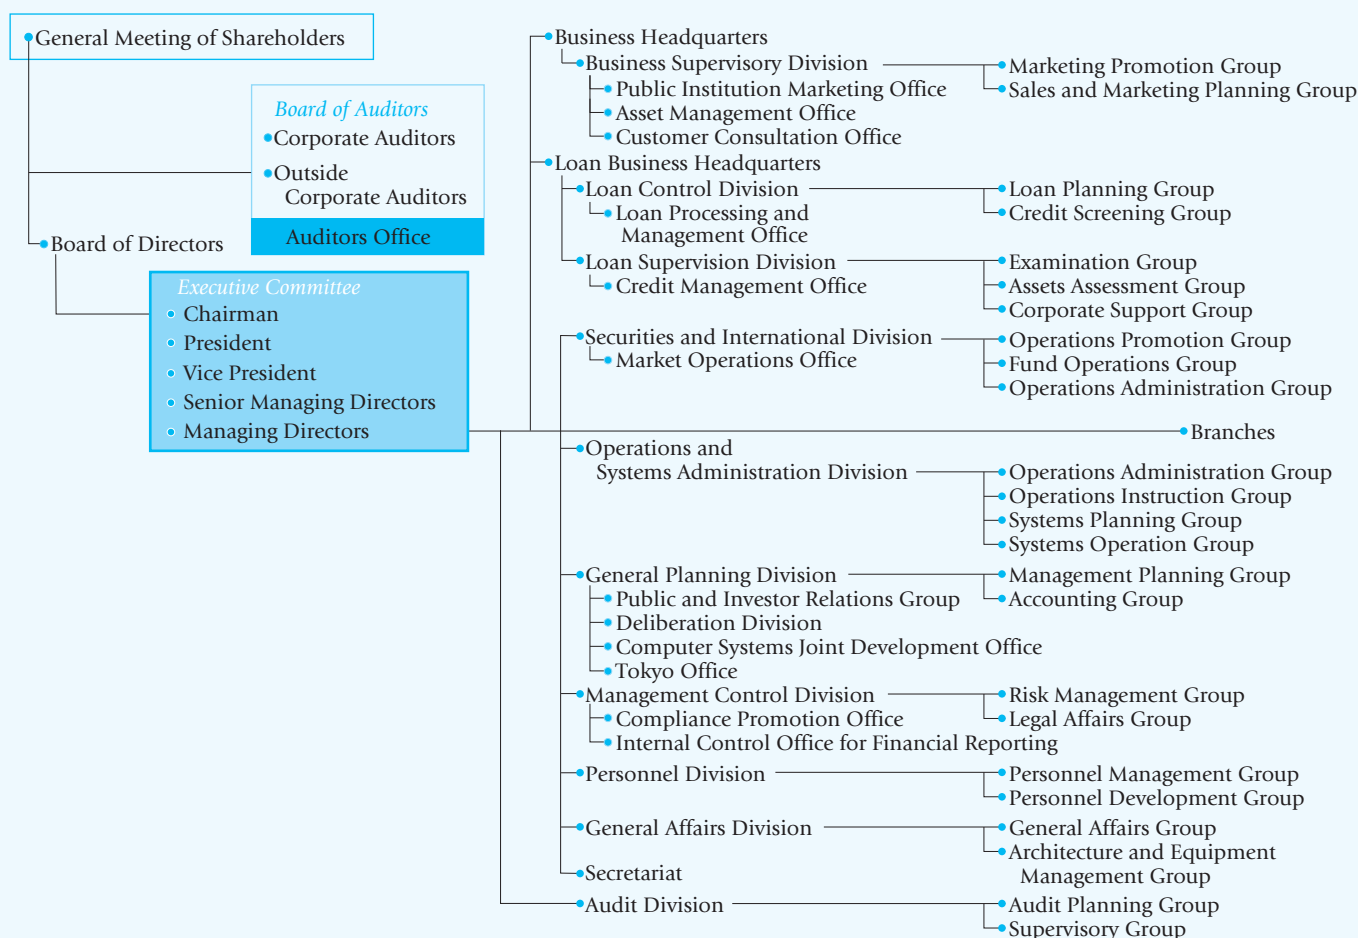 General Meeting of Shareholders
Board of Auditors
Corporate Auditors
Outside
Corporate Auditors
Auditors Office
Board of Directors
Executive Committee
Chairman
President
Vice President
Senior Managing Directors
Managing Directors
Business Headquarters
Business Supervisory Division
Marketing Promotion Group
Sales and Marketing Planning Group
Public Institution Marketing Office
Asset Management Office
Customer Consultation Office
Loan Business Headquarters
Loan Control Division
Loan Planning Group
Credit Screening Group
Loan Processing and
Management Office
Loan Supervision Division
Examination Group
Assets Assessment Group
Corporate Support Group
Credit Management Office
Securities and International Division
Operations Promotion Group
Fund Operations Group
Operations Administration Group
Market Operations Office
Branches
Operations and
Systems Administration Division
Operations Administration Group
Operations Instruction Group
Systems Planning Group
Systems Operation Group
General Planning Division
Management Planning Group
Accounting Group
Public and Investor Relations Group
Deliberation Division
Computer Systems Joint Development Office
Tokyo Office
Management Control Division
Risk Management Group
Legal Affairs Group
Compliance Promotion Office
Internal Control Office for Financial Reporting
Personnel Division
Personnel Management Group
Personnel Development Group
General Affairs Division
General Affairs Group
Architecture and Equipment
Management Group
Secretariat
Audit Division
Audit Planning Group
Supervisory Group